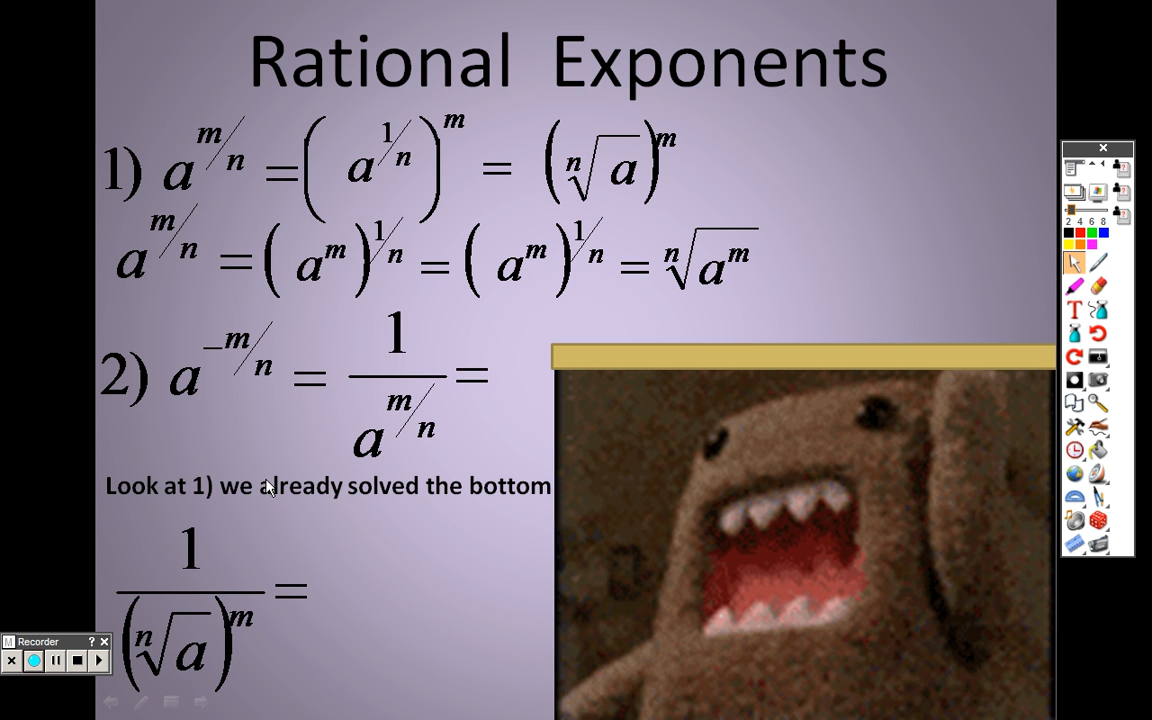 Rational Exponents
1) a^{m/n} = (a^{1/n})^m = (ⁿ√a)^m
a^{m/n} = (a^m)^{1/n} = (a^m)^{1/n} = ⁿ√(a^m)
2) a^{-m/n} = 1/a^{m/n} =
Look at 1) we already solved the bottom
1/(ⁿ√a)^m =
Recorder ? ×
2 4 6 8
T